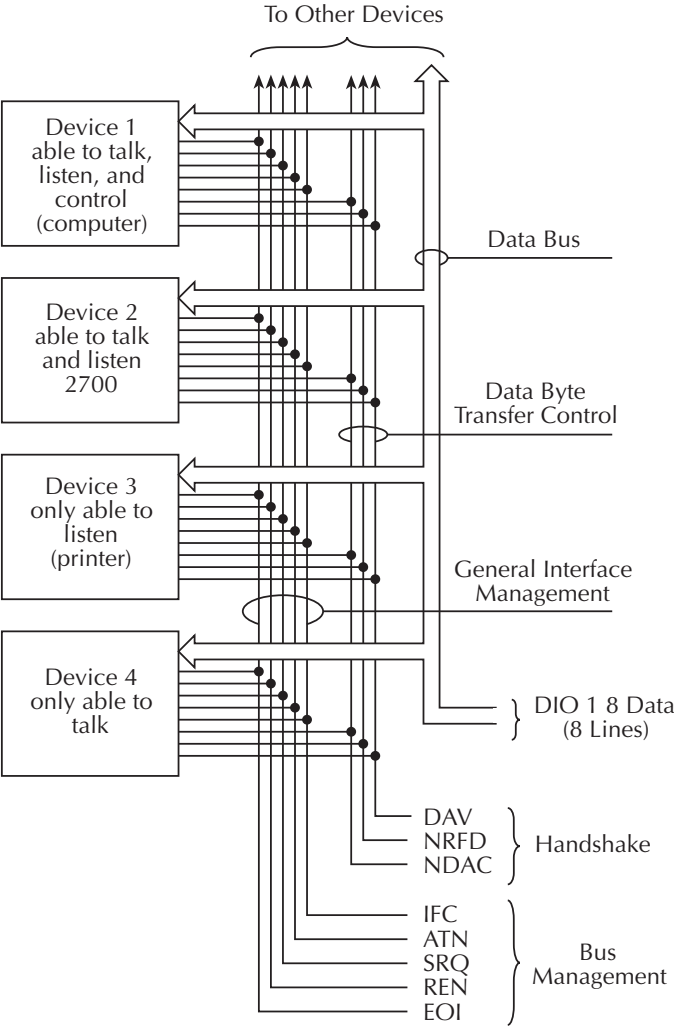 To Other Devices
Device 1
able to talk,
listen, and
control
(computer)
Data Bus
Device 2
able to talk
and listen
2700
Data Byte
Transfer Control
Device 3
only able to
listen
(printer)
General Interface
Management
Device 4
only able to
talk
DIO 1 8 Data
(8 Lines)
DAV
NRFD
NDAC
Handshake
IFC
ATN
SRQ
REN
EOI
Bus
Management